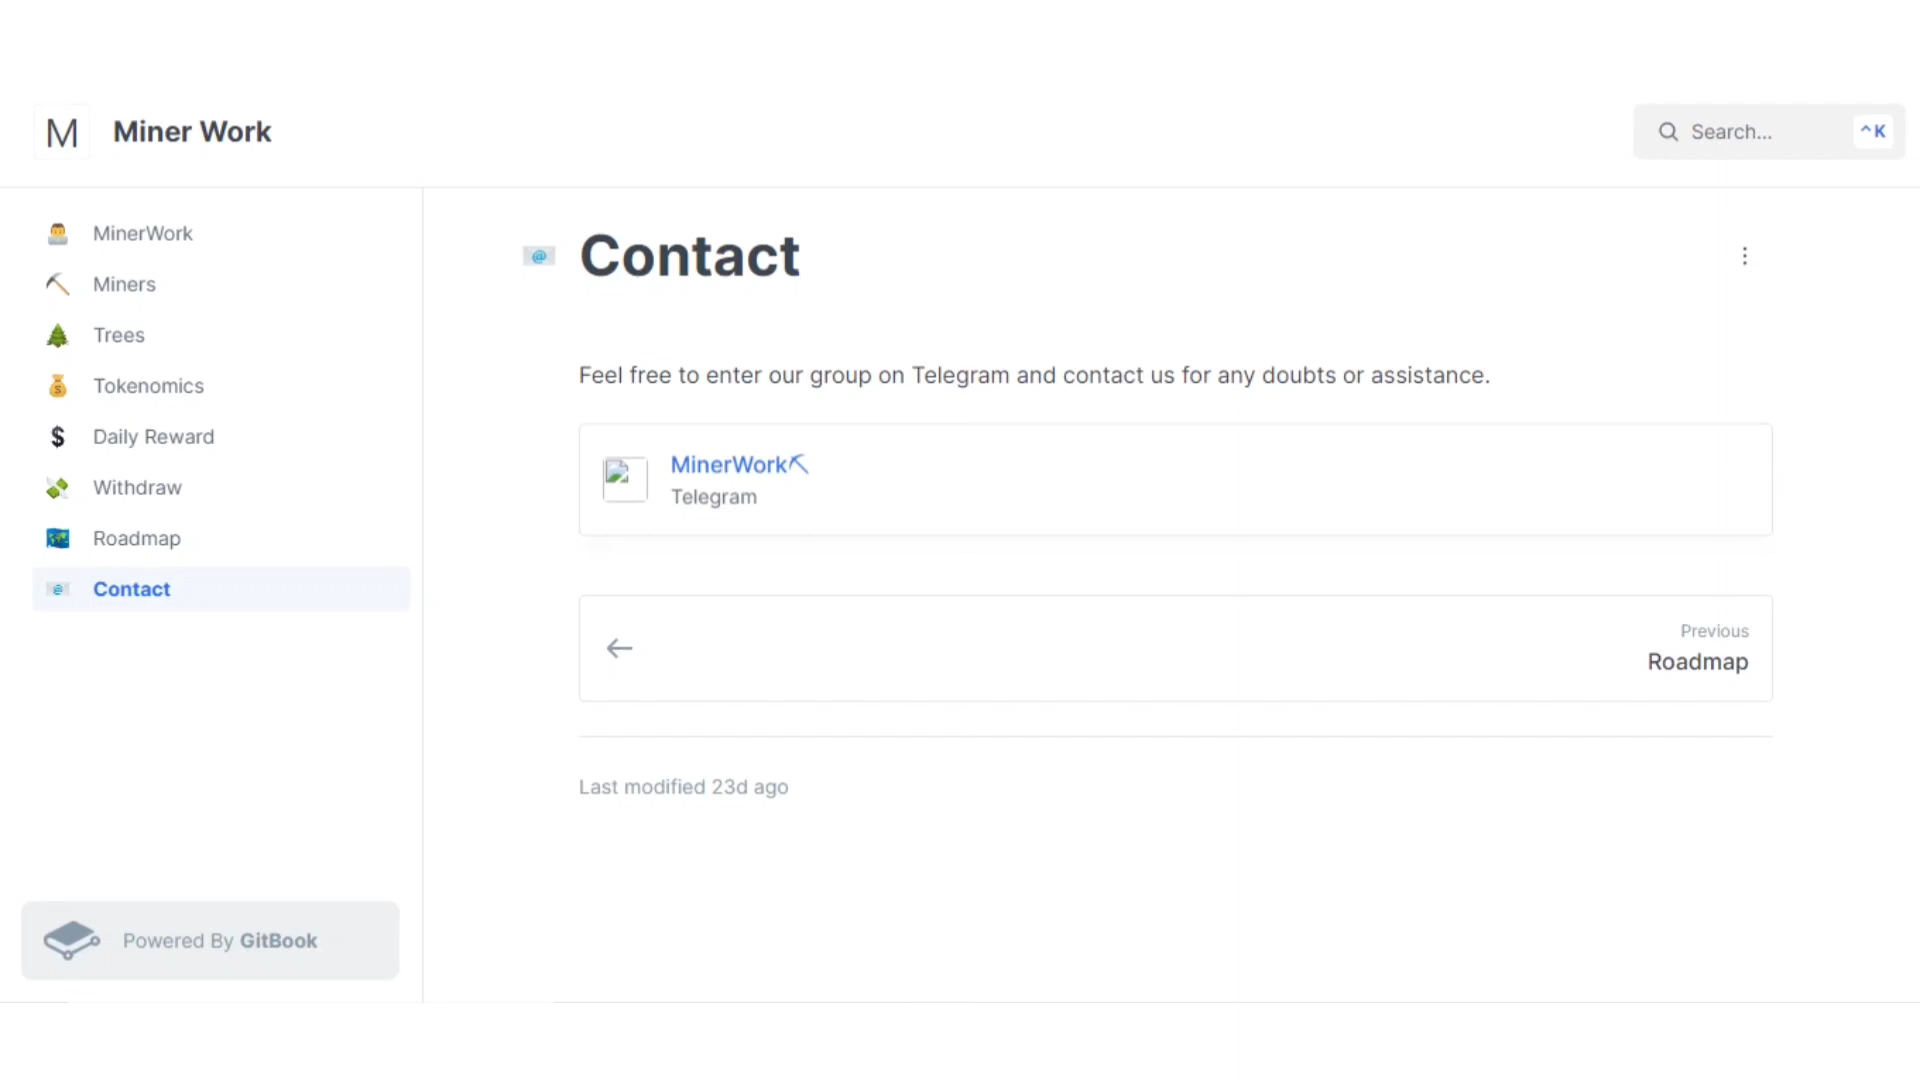 M Miner Work
Search...
^K
MinerWork
Miners
Trees
Tokenomics
Daily Reward
Withdraw
Roadmap
Contact
Powered By GitBook
Contact
Feel free to enter our group on Telegram and contact us for any doubts or assistance.
MinerWork⛏
Telegram
Previous
Roadmap
Last modified 23d ago